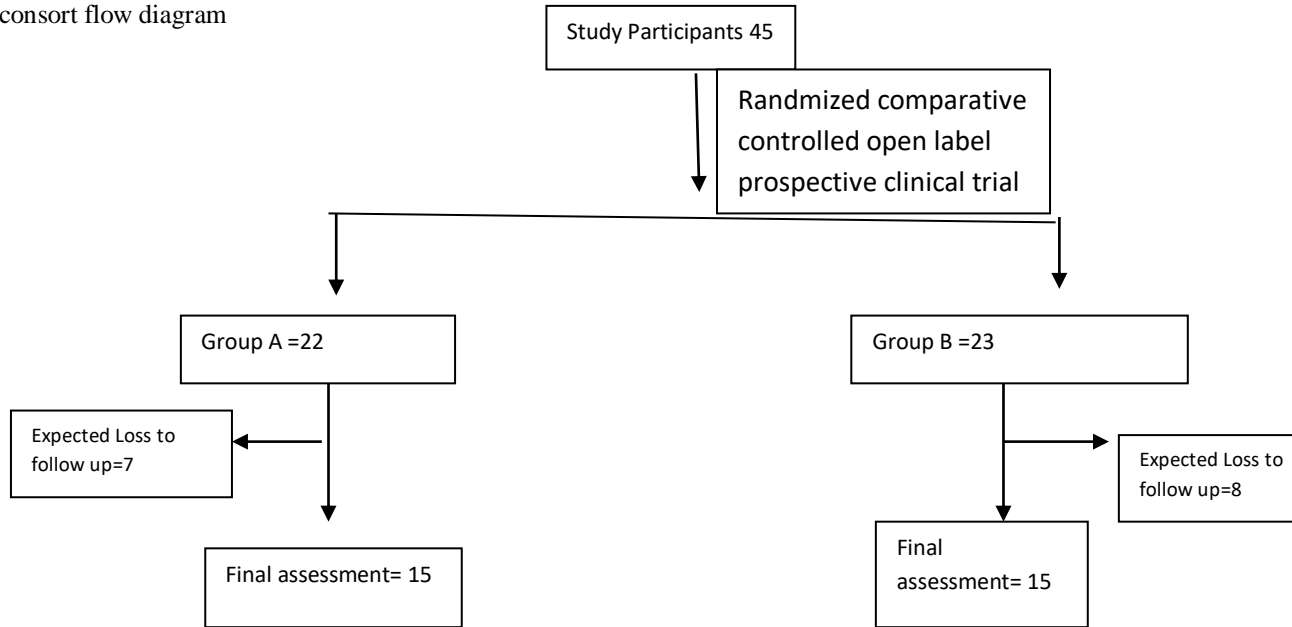 consort flow diagram
Study Participants 45
Randmized comparative
controlled open label
prospective clinical trial
Group A =22
Group B =23
Expected Loss to
follow up=7
Expected Loss to
follow up=8
Final assessment= 15
Final
assessment= 15